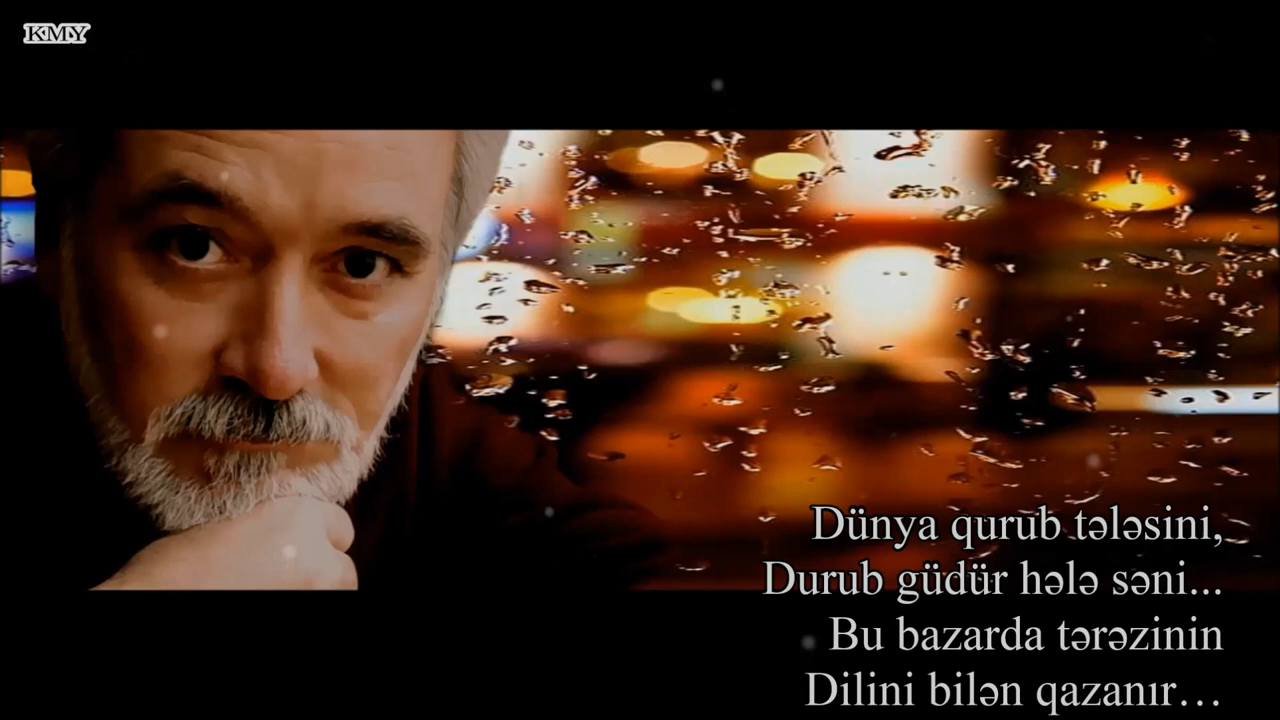 KMY
Dünya qurub tələsini,
Durub güdür hələ səni...
Bu bazarda tərəzinin
Dilini bilən qazanır...